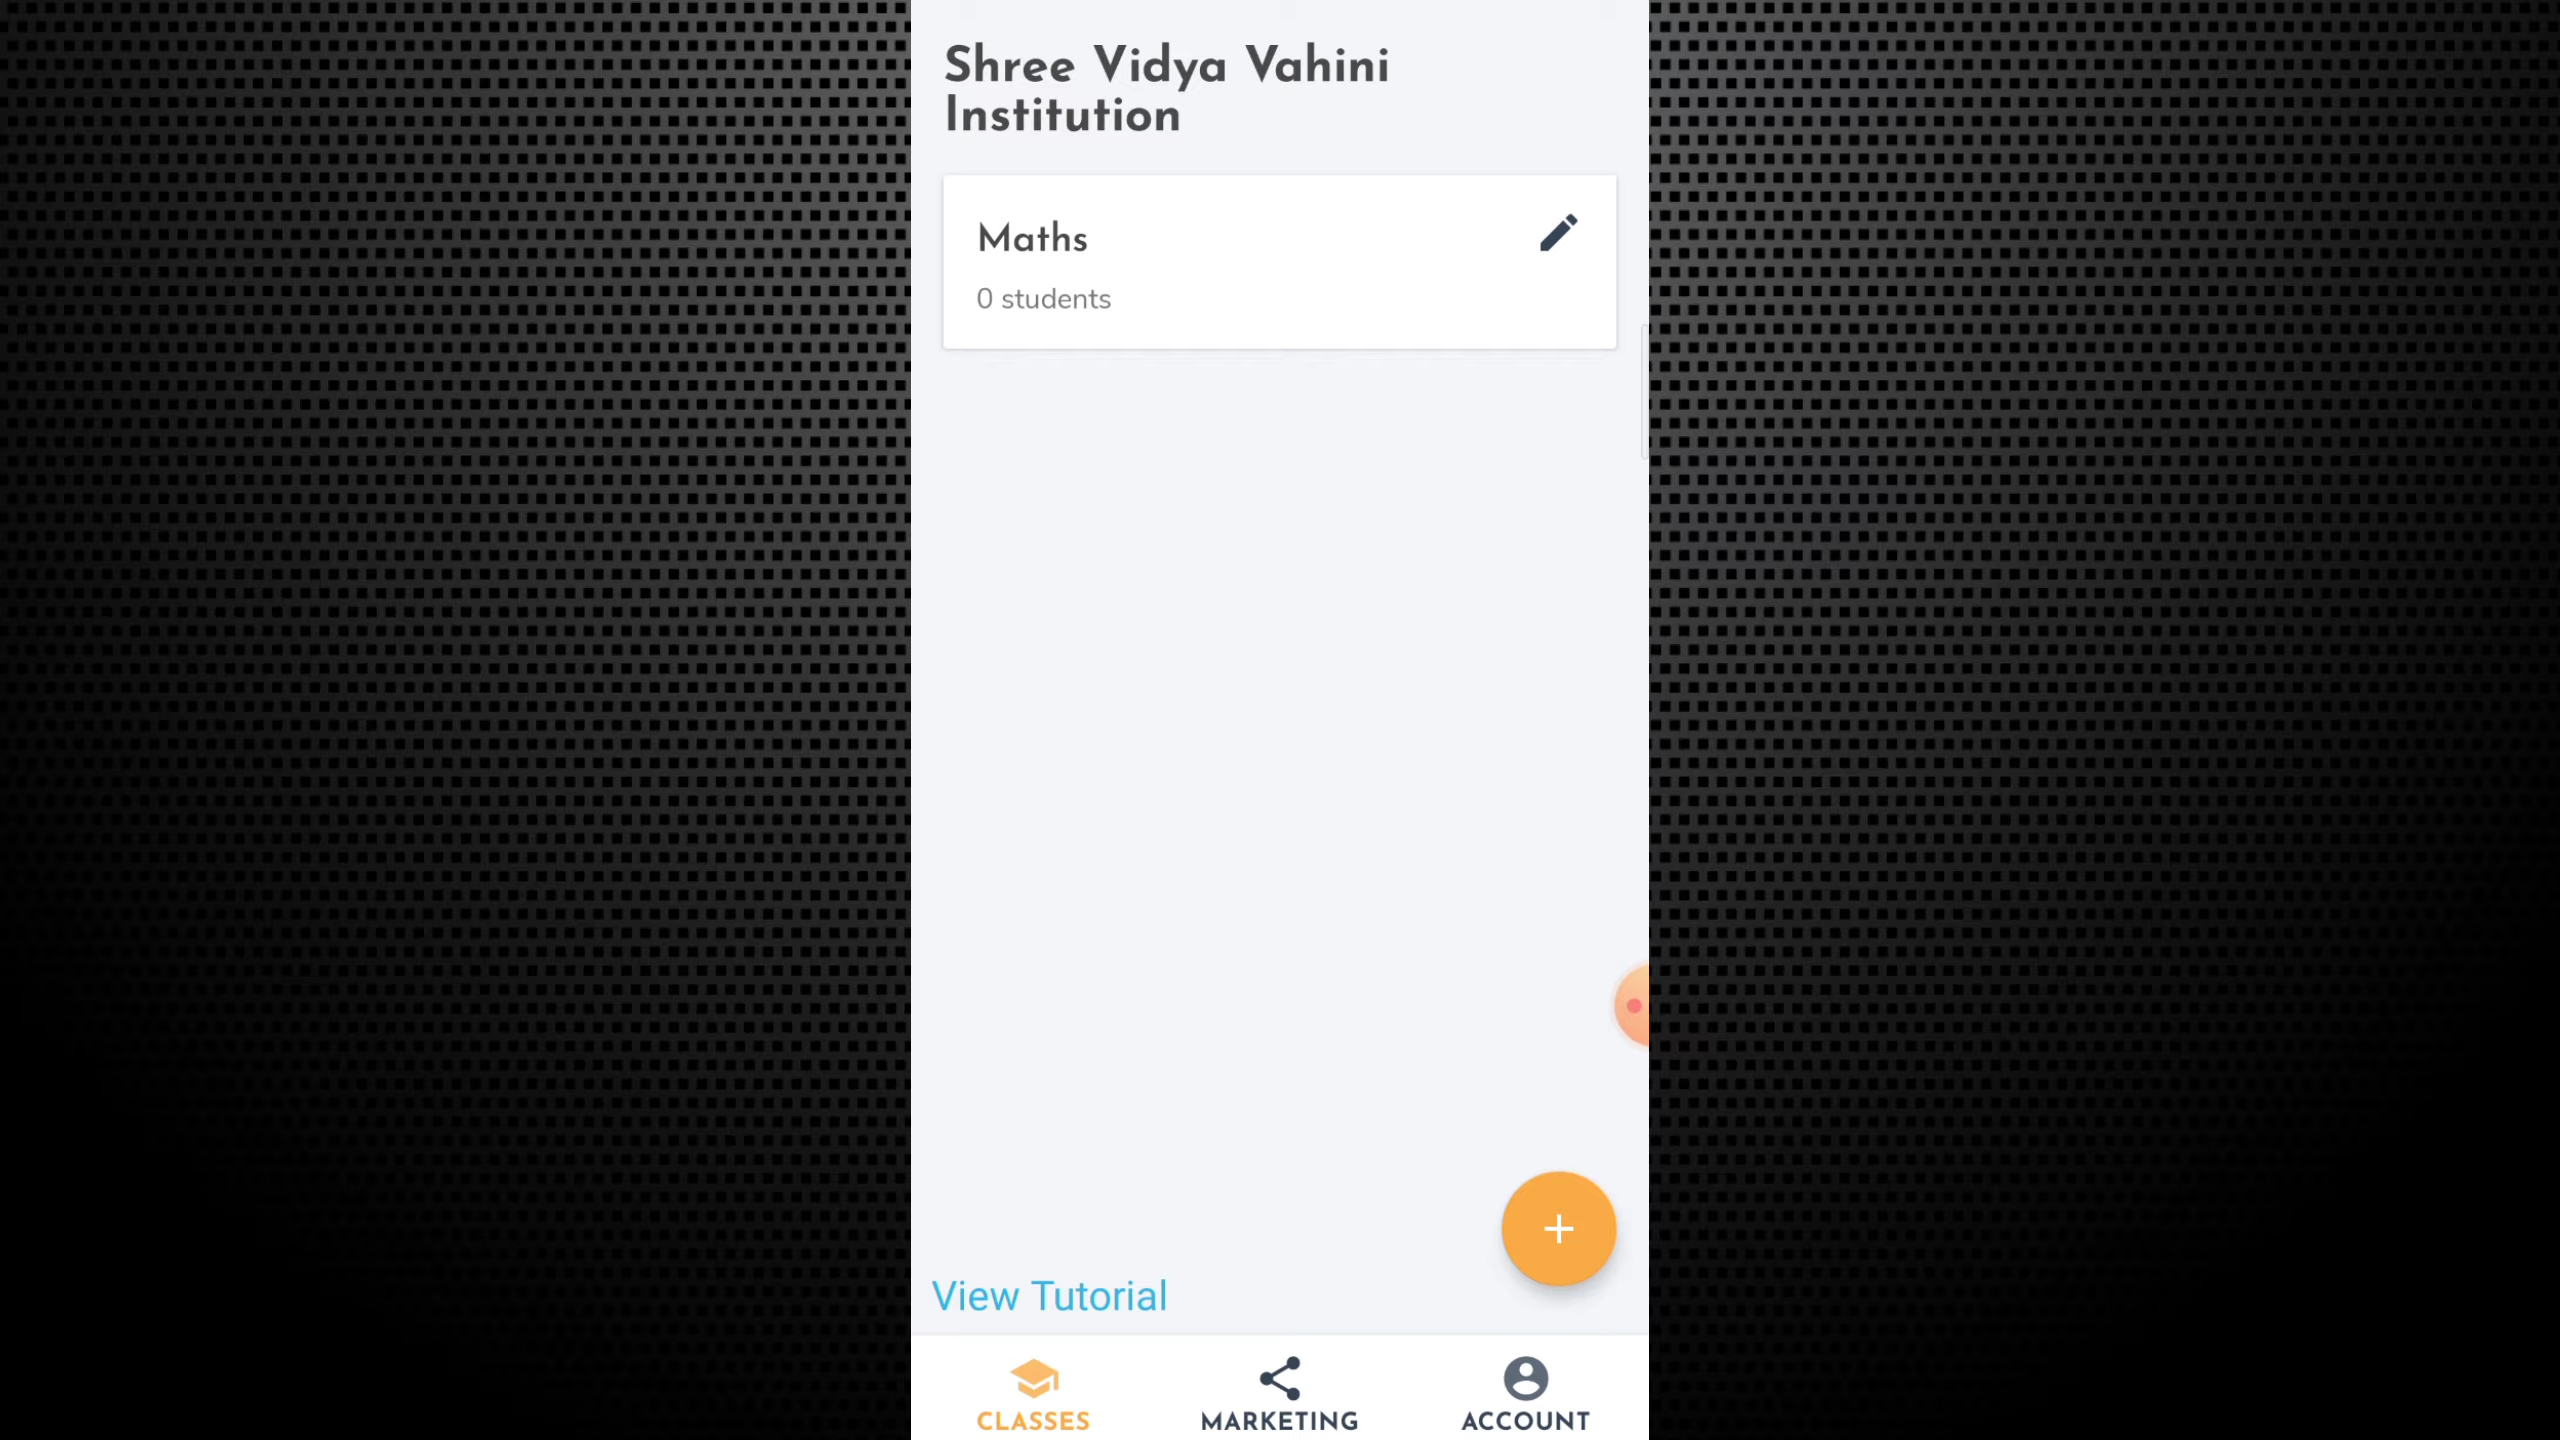 Shree Vidya Vahini
Institution
Maths
0 students
View Tutorial
CLASSES
MARKETING
ACCOUNT